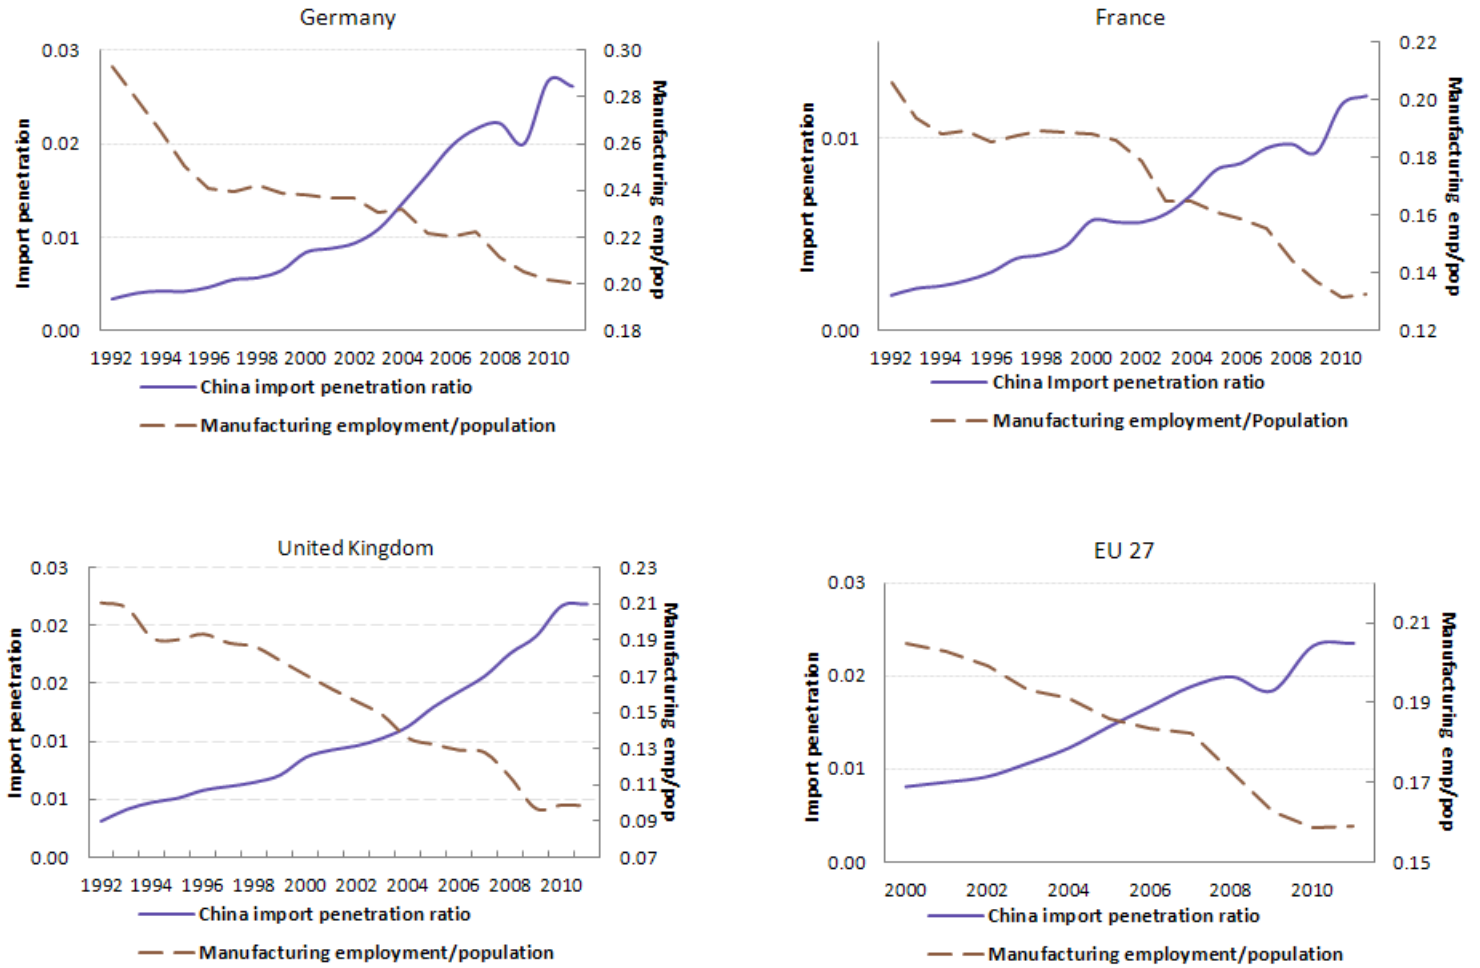 Germany
0.03
0.02
0.01
0.00
Import penetration
0.30
0.28
0.26
0.24
0.22
0.20
0.18
Manufacturing emp/pop
1992 1994 1996 1998 2000 2002 2004 2006 2008 2010
China import penetration ratio
Manufacturing employment/population
France
0.01
0.00
Import penetration
0.22
0.20
0.18
0.16
0.14
0.12
Manufacturing emp/pop
1992 1994 1996 1998 2000 2002 2004 2006 2008 2010
China Import penetration ratio
Manufacturing employment/Population
United Kingdom
0.03
0.02
0.02
0.01
0.01
0.00
Import penetration
0.23
0.21
0.19
0.17
0.15
0.13
0.11
0.09
0.07
Manufacturing emp/pop
1992 1994 1996 1998 2000 2002 2004 2006 2008 2010
China import penetration ratio
Manufacturing employment/population
EU 27
0.03
0.02
0.01
0.00
Import penetration
0.21
0.19
0.17
0.15
Manufacturing emp/pop
2000 2002 2004 2006 2008 2010
China import penetration ratio
Manufacturing employment/population